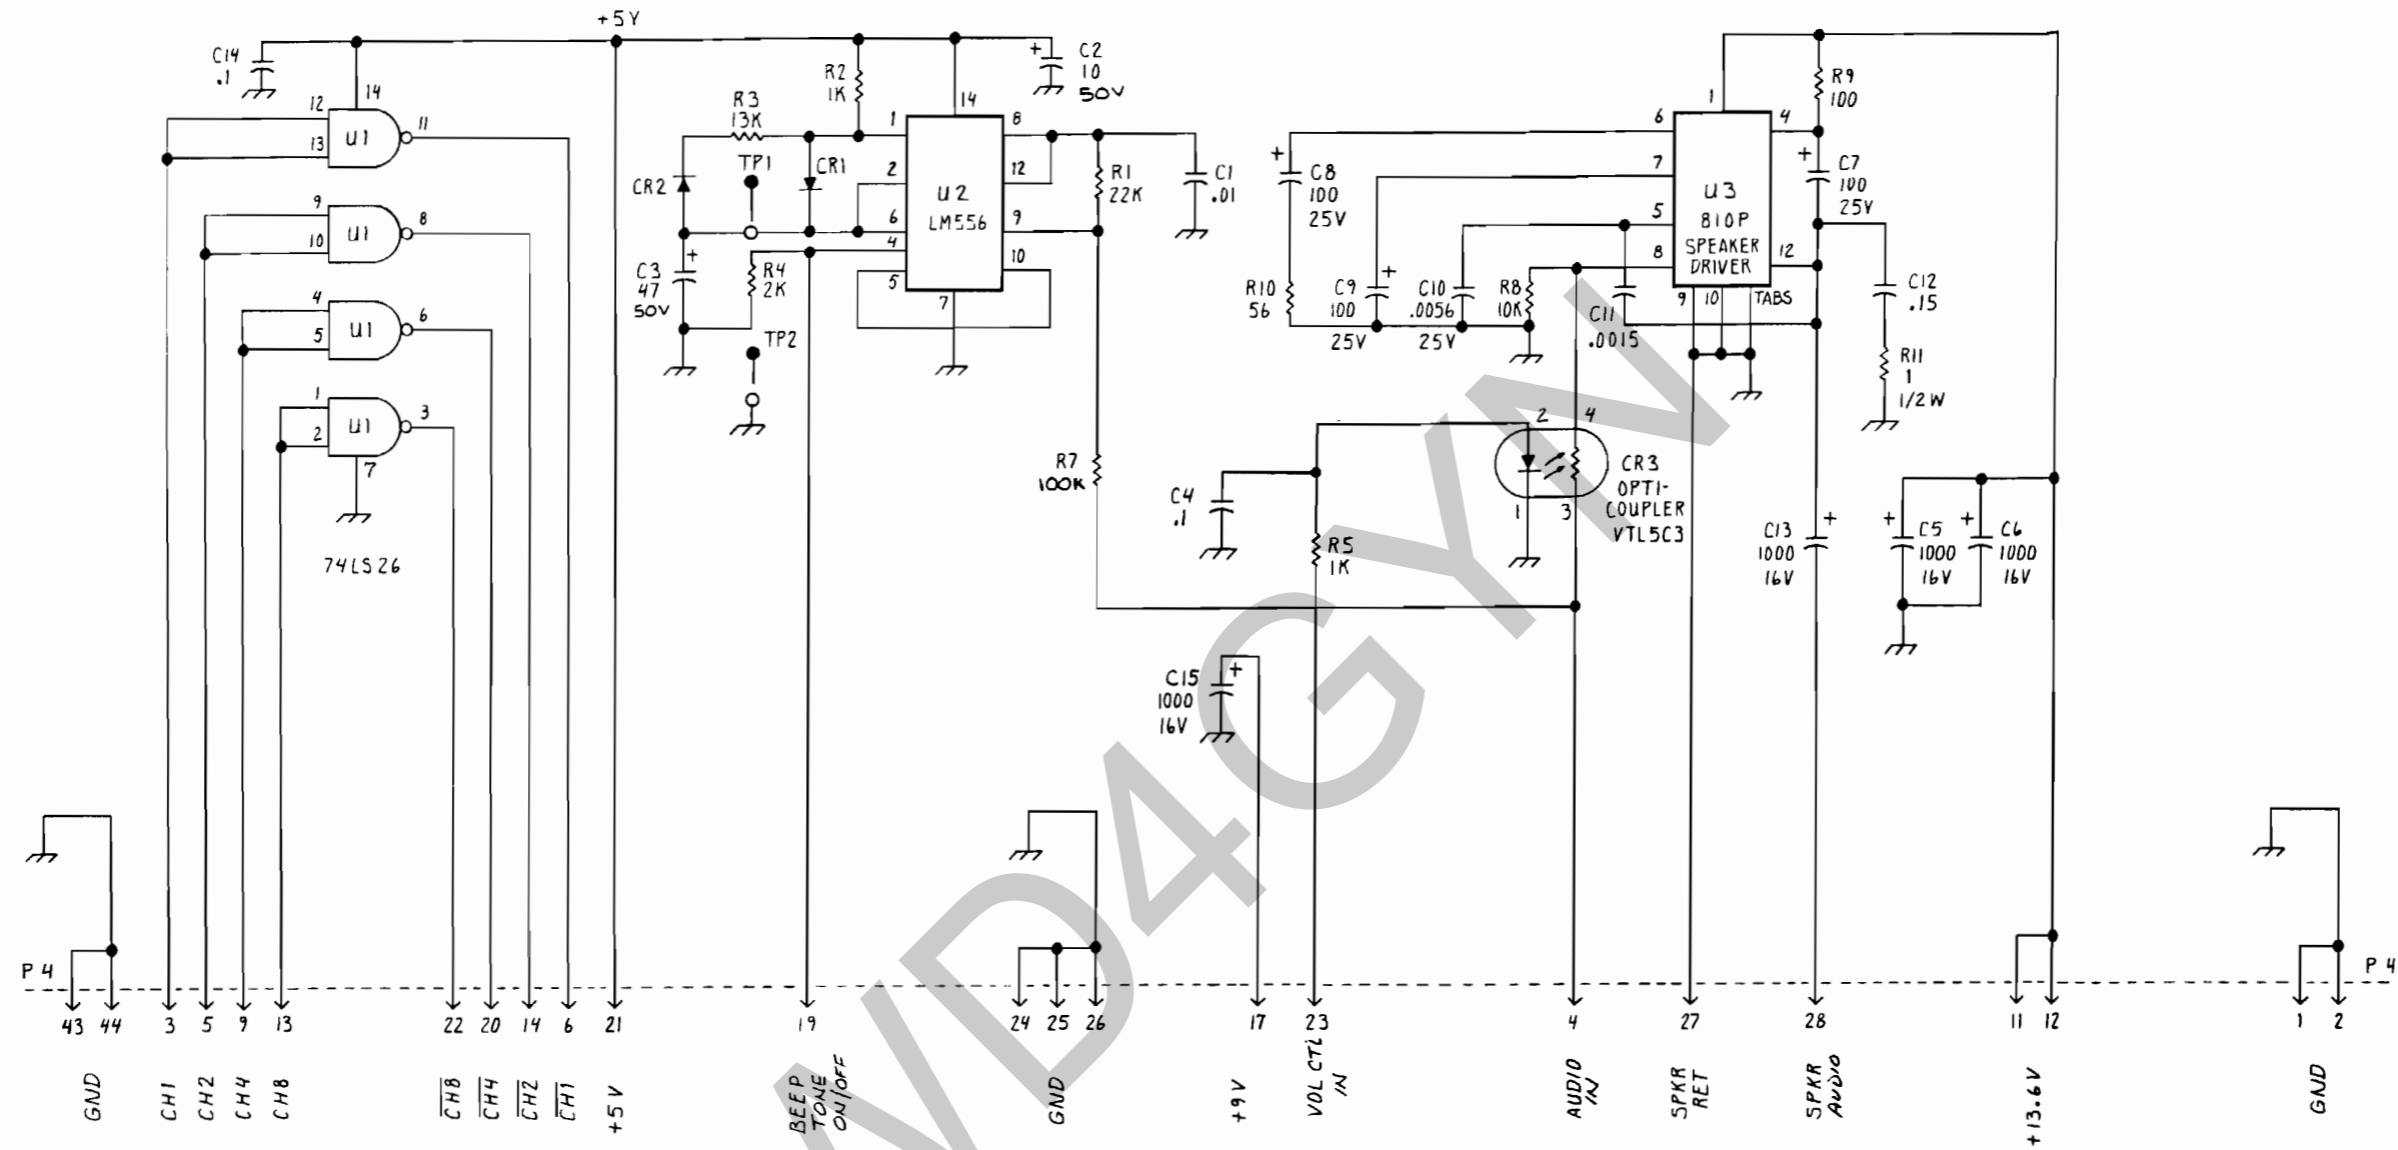 +5V
C14
.1
14
12
13
U1
11
9
10
U1
8
4
5
U1
6
1
2
U1
3
7
74LS26
R2
1K
R3
13K
TP1
CR1
CR2
C3
47
50V
R4
2K
TP2
C2
10
50V
14
1
2
6
4
5
7
8
12
9
10
U2
LM556
R1
22K
C1
.01
R7
100K
C8
100
25V
R10
56
C9
100
25V
C10
.0056
25V
R8
10K
C11
.0015
1
6
7
5
8
4
12
9
10
TABS
U3
810P
SPEAKER
DRIVER
R9
100
C7
100
25V
C12
.15
R11
1
1/2W
2
4
1
3
CR3
OPTI-
COUPLER
VTL5C3
C4
.1
R5
1K
C13
1000
16V
C5
1000
16V
C6
1000
16V
C15
1000
16V
WD4GYN
P4
P4
43
44
3
5
9
13
22
20
14
6
21
19
24
25
26
17
23
4
27
28
11
12
1
2
GND
CH1
CH2
CH4
CH8
C̅H̅8̅
C̅H̅4̅
C̅H̅2̅
C̅H̅1̅
+5V
BEEP
TONE
ON/OFF
GND
+9V
VOL CTL
IN
AUDIO
IN
SPKR
RET
SPKR
AUDIO
+13.6V
GND